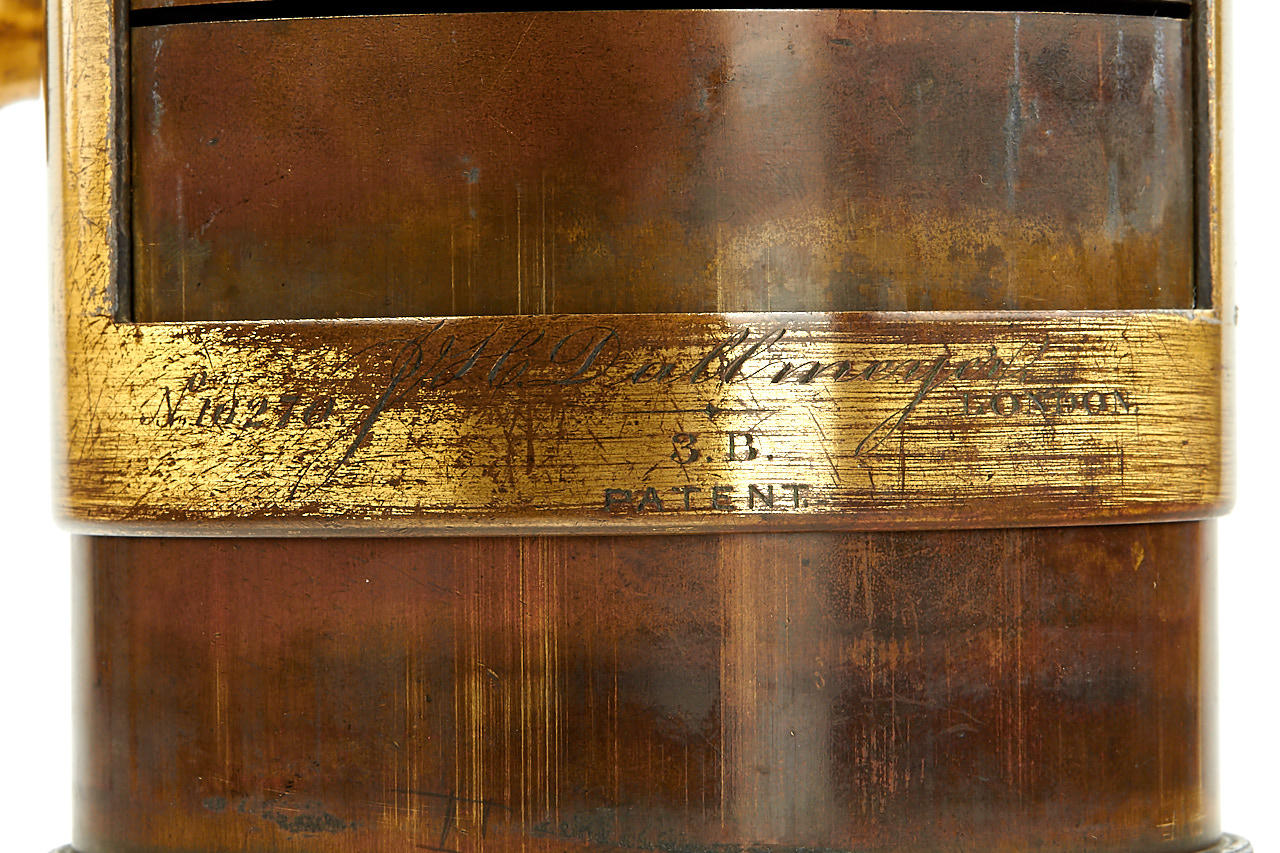 Nº 10270. J. H. Dallmeyer
LONDON.
3. B.
PATENT